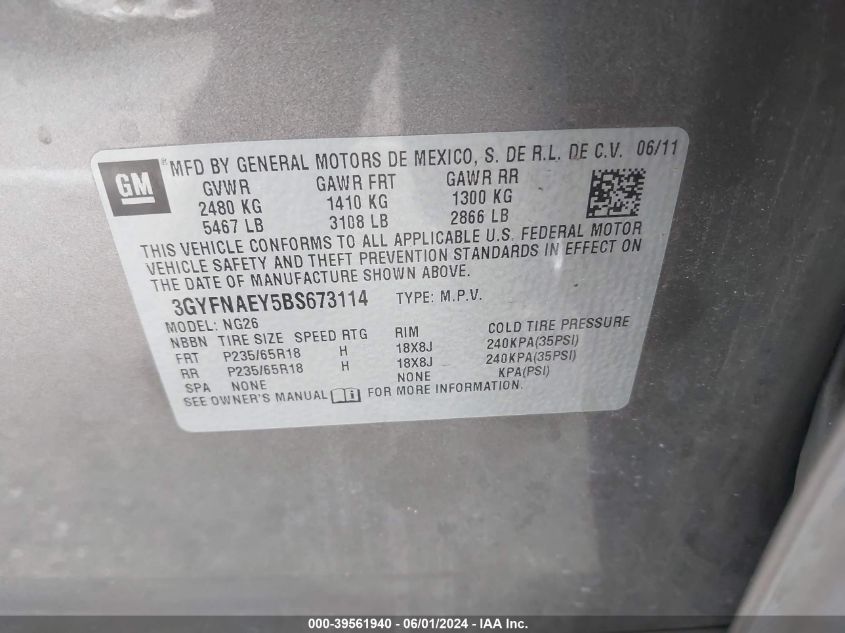 GM MFD BY GENERAL MOTORS DE MEXICO, S. DE R.L. DE C.V. 06/11
GVWR GAWR FRT GAWR RR
2480 KG 1410 KG 1300 KG
5467 LB 3108 LB 2866 LB
THIS VEHICLE CONFORMS TO ALL APPLICABLE U.S. FEDERAL MOTOR
VEHICLE SAFETY AND THEFT PREVENTION STANDARDS IN EFFECT ON
THE DATE OF MANUFACTURE SHOWN ABOVE.
3GYFNAEY5BS673114 TYPE: M.P.V.
MODEL: NG26
NBBN TIRE SIZE SPEED RTG RIM COLD TIRE PRESSURE
FRT P235/65R18 H 18X8J 240KPA(35PSI)
RR P235/65R18 H 18X8J 240KPA(35PSI)
SPA NONE NONE KPA(PSI)
SEE OWNER'S MANUAL FOR MORE INFORMATION.
000-39561940 - 06/01/2024 - IAA Inc.